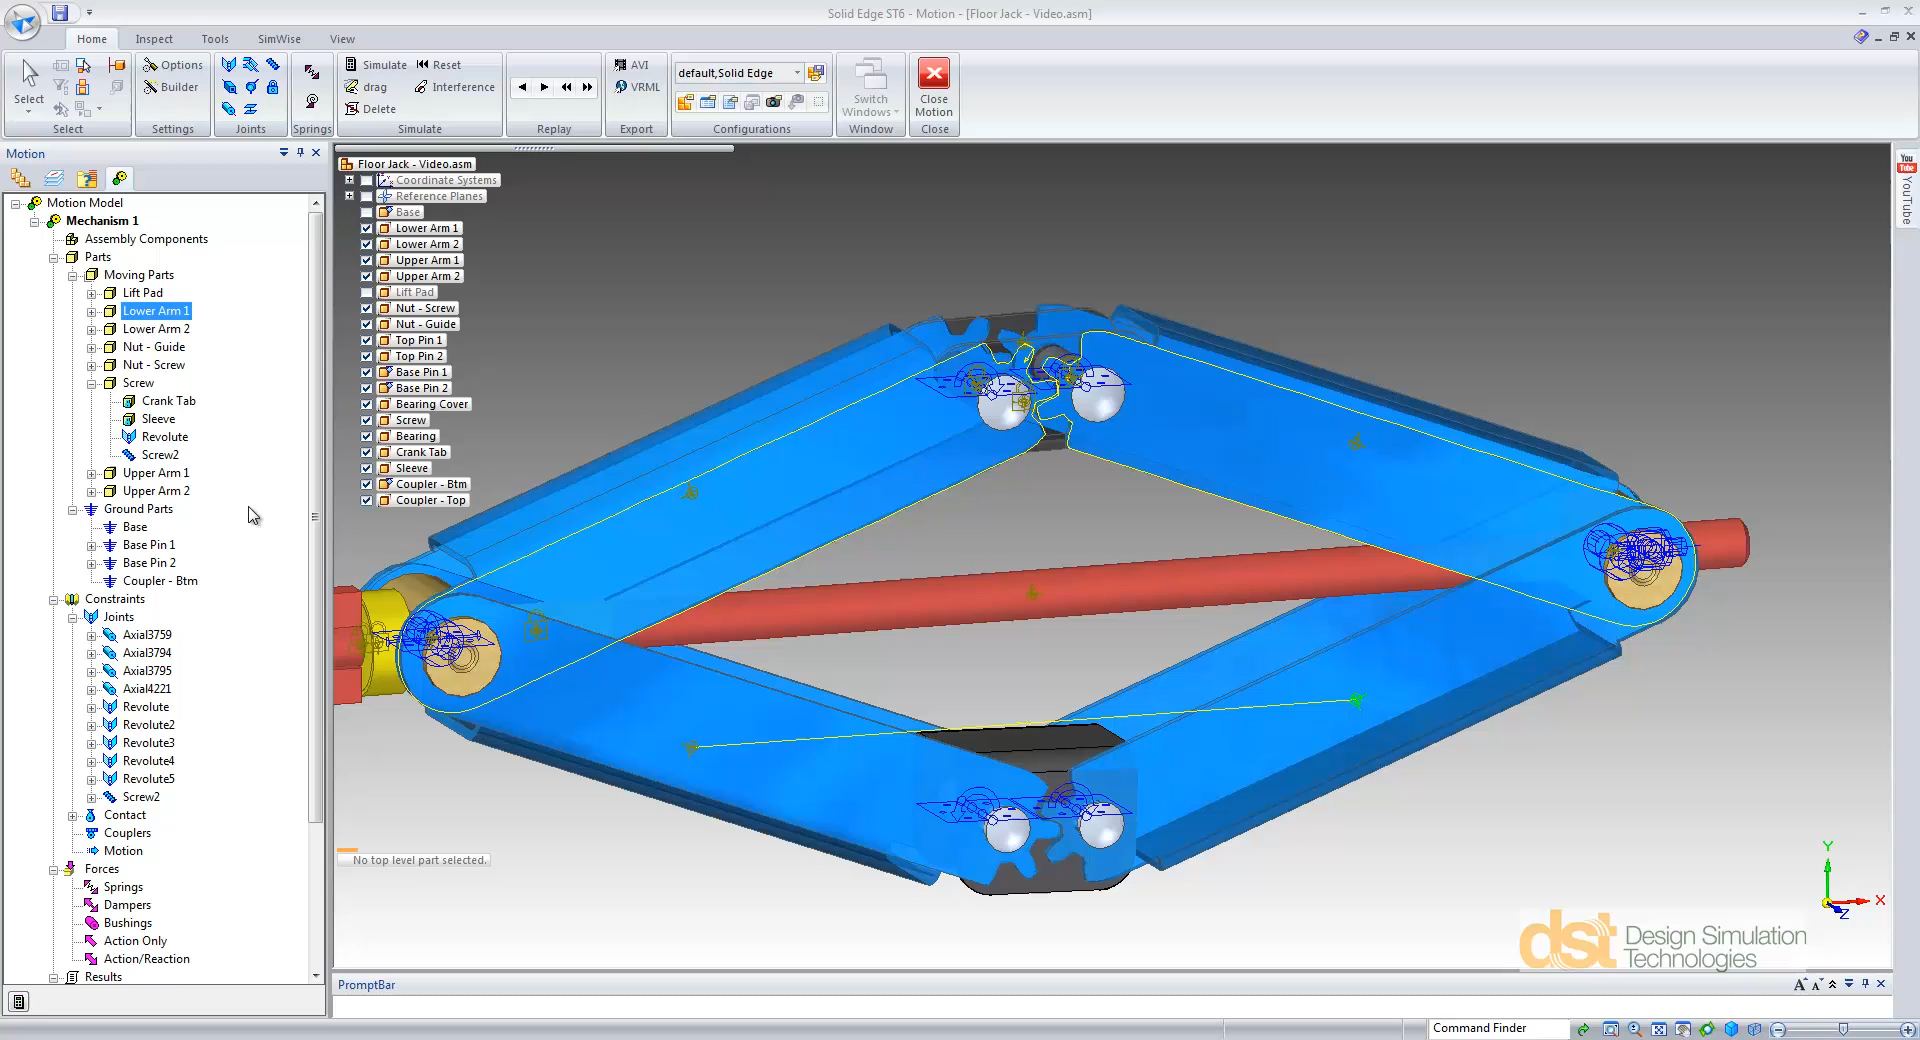 Solid Edge ST6 - Motion - [Floor Jack - Video.asm]
Home Inspect Tools SimWise View
Select
Select
Options
Builder
Settings
Joints
Springs
Simulate Reset
drag Interference
Delete
Simulate
Replay
AVI
VRML
Export
default,Solid Edge
Configurations
Switch
Windows
Window
Close
Motion
Close
Motion
Motion Model
Mechanism 1
Assembly Components
Parts
Moving Parts
Lift Pad
Lower Arm 1
Lower Arm 2
Nut - Guide
Nut - Screw
Screw
Crank Tab
Sleeve
Revolute
Screw2
Upper Arm 1
Upper Arm 2
Ground Parts
Base
Base Pin 1
Base Pin 2
Coupler - Btm
Constraints
Joints
Axial3759
Axial3794
Axial3795
Axial4221
Revolute
Revolute2
Revolute3
Revolute4
Revolute5
Screw2
Contact
Couplers
Motion
Forces
Springs
Dampers
Bushings
Action Only
Action/Reaction
Results
Floor Jack - Video.asm
Coordinate Systems
Reference Planes
Base
Lower Arm 1
Lower Arm 2
Upper Arm 1
Upper Arm 2
Lift Pad
Nut - Screw
Nut - Guide
Top Pin 1
Top Pin 2
Base Pin 1
Base Pin 2
Bearing Cover
Screw
Bearing
Crank Tab
Sleeve
Coupler - Btm
Coupler - Top
No top level part selected.
Y
X
Z
dst Design Simulation
Technologies
You
Tube
YouTube
PromptBar
A A
Command Finder